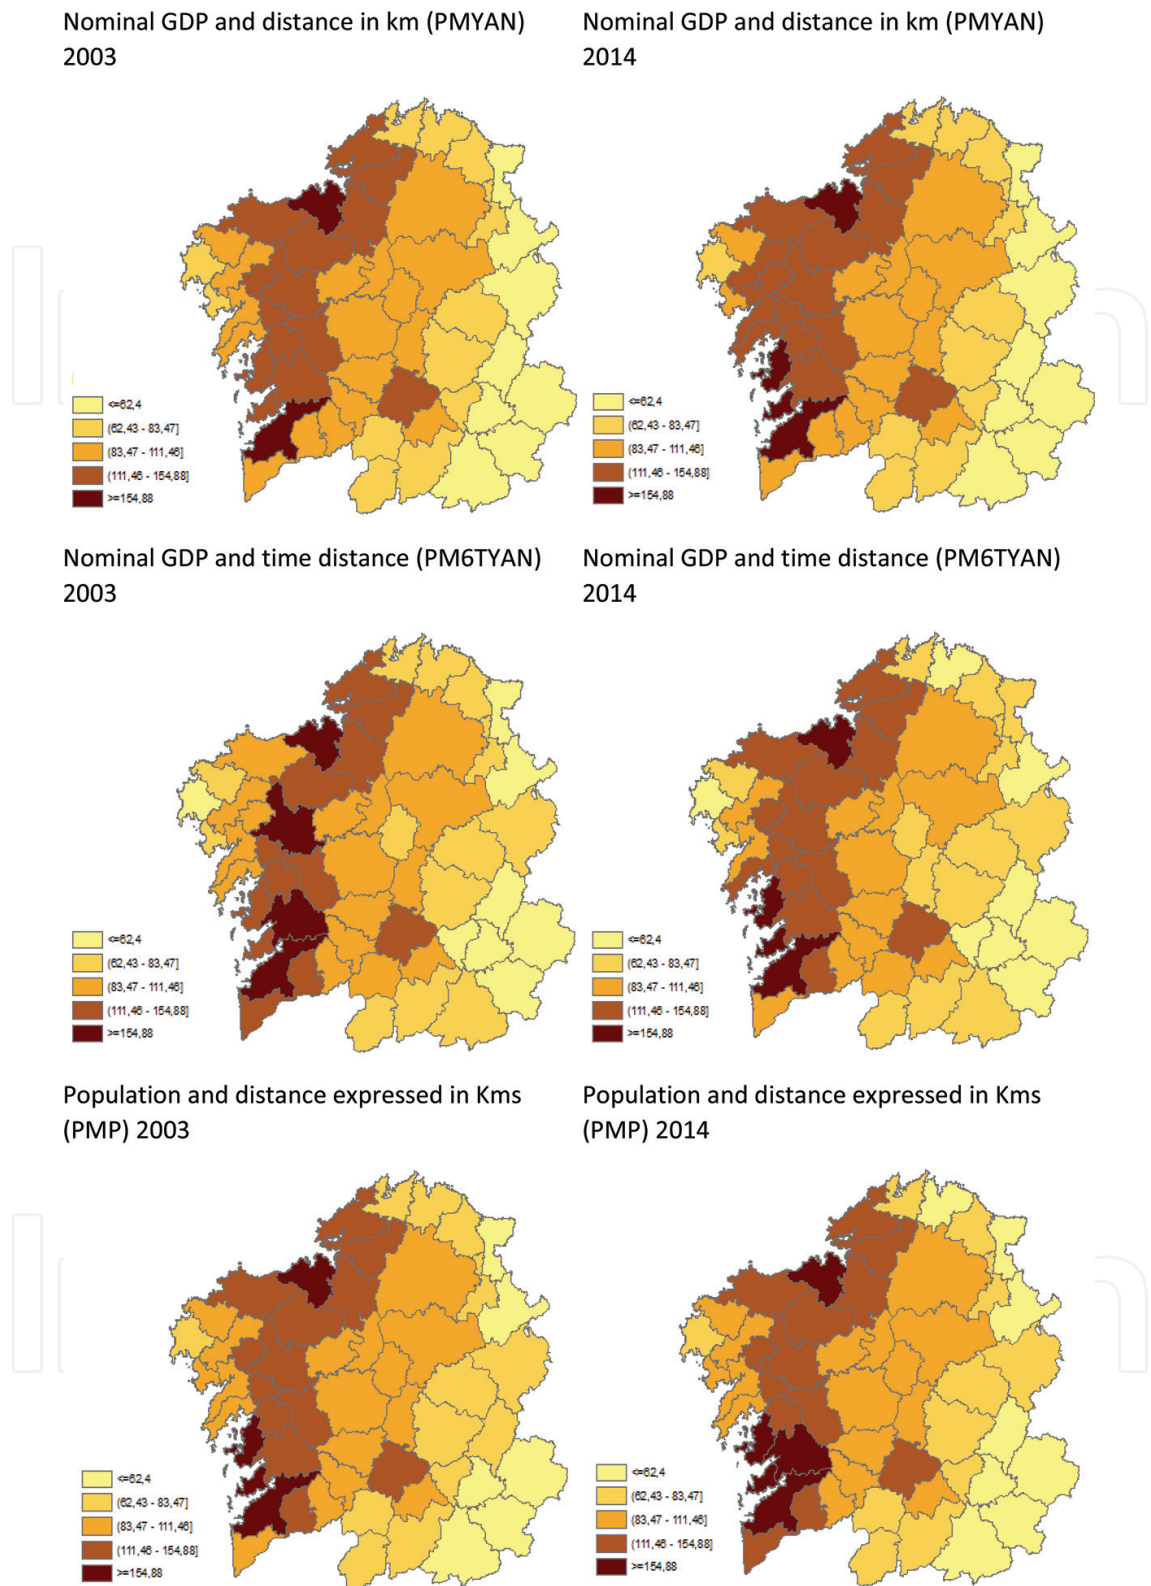 Nominal GDP and distance in km (PMYAN)
2003
Nominal GDP and distance in km (PMYAN)
2014
<=62,4
(62,43 - 83,47]
(83,47 - 111,46]
(111,46 - 154,88]
>=154,88
<=62,4
(62,43 - 83,47]
(83,47 - 111,46]
(111,46 - 154,88]
>=154,88
Nominal GDP and time distance (PM6TYAN)
2003
Nominal GDP and time distance (PM6TYAN)
2014
<=62,4
(62,43 - 83,47]
(83,47 - 111,46]
(111,46 - 154,88]
>=154,88
<=62,4
(62,43 - 83,47]
(83,47 - 111,46]
(111,46 - 154,88]
>=154,88
Population and distance expressed in Kms
(PMP) 2003
Population and distance expressed in Kms
(PMP) 2014
<=62,4
(62,43 - 83,47]
(83,47 - 111,46]
(111,46 - 154,88]
>=154,88
<=62,4
(62,43 - 83,47]
(83,47 - 111,46]
(111,46 - 154,88]
>=154,88